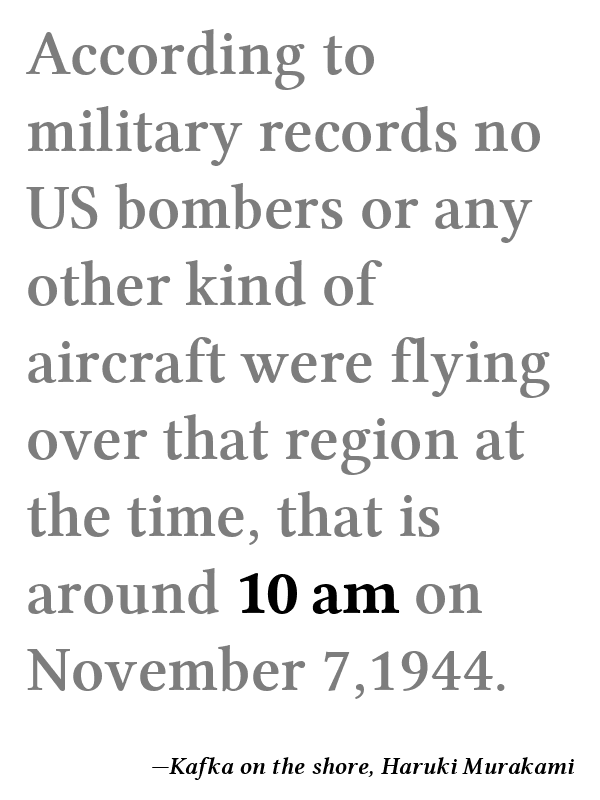 According to
military records no
US bombers or any
other kind of
aircraft were flying
over that region at
the time, that is
around 10 am on
November 7,1944.
—Kafka on the shore, Haruki Murakami